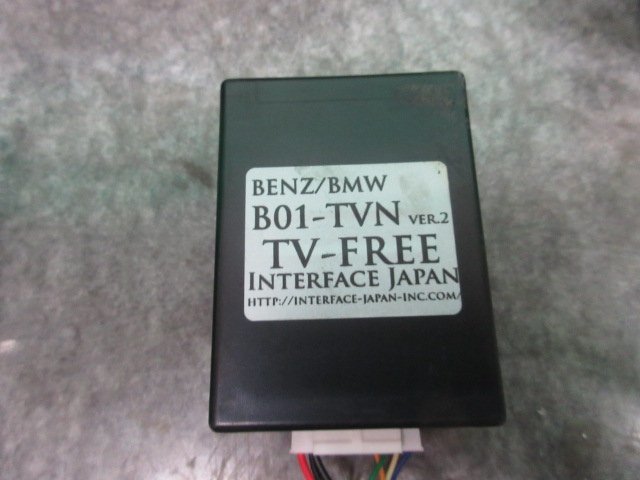 BENZ/BMW
B01-TVN VER.2
TV-FREE
INTERFACE JAPAN
HTTP://INTERFACE-JAPAN-INC.COM/